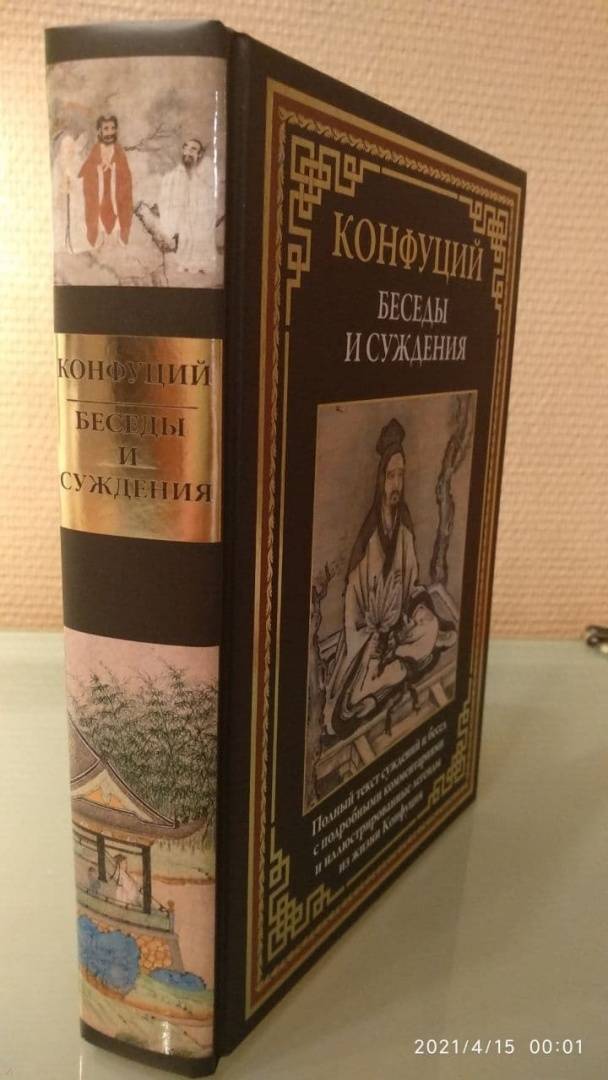 КОНФУЦИЙ
БЕСЕДЫ
И
СУЖДЕНИЯ
КОНФУЦИЙ
БЕСЕДЫ
И СУЖДЕНИЯ
Полный текст суждений и бесед
с подробными комментариями
и иллюстрированные легенды
из жизни Конфуция
2021/4/15 00:01